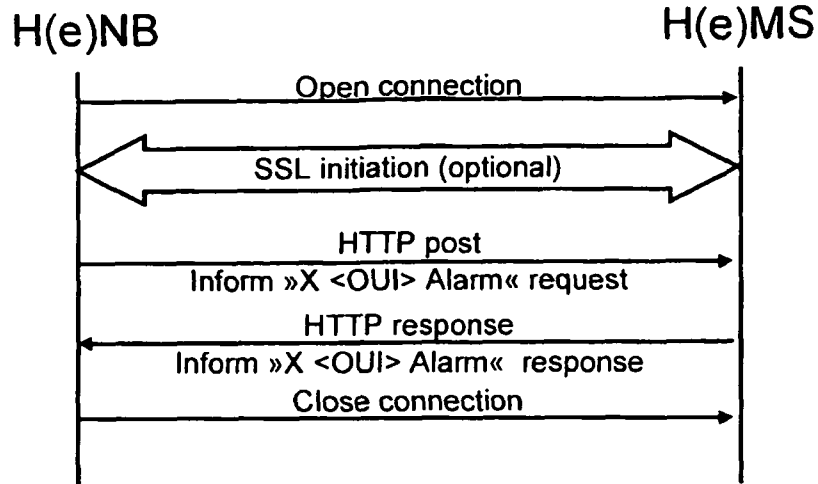 H(e)NB
H(e)MS
Open connection
SSL initiation (optional)
HTTP post
Inform »X <OUI> Alarm« request
HTTP response
Inform »X <OUI> Alarm« response
Close connection